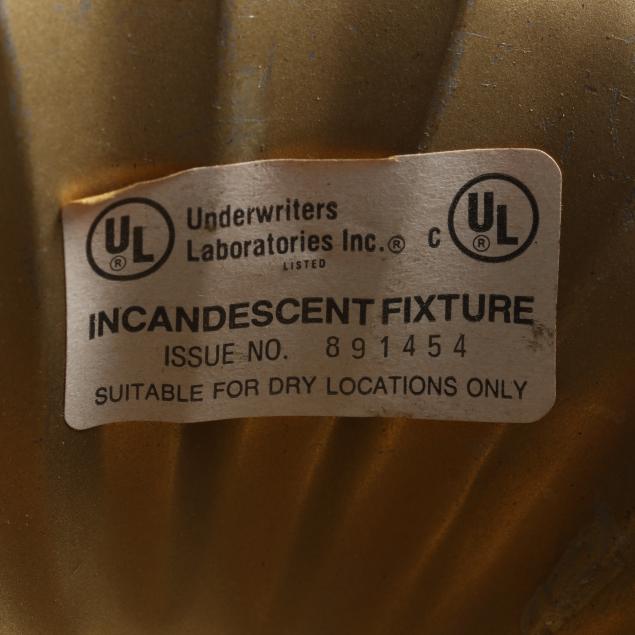 UL® Underwriters
Laboratories Inc.® c UL®
LISTED
INCANDESCENT FIXTURE
ISSUE NO. 891454
SUITABLE FOR DRY LOCATIONS ONLY